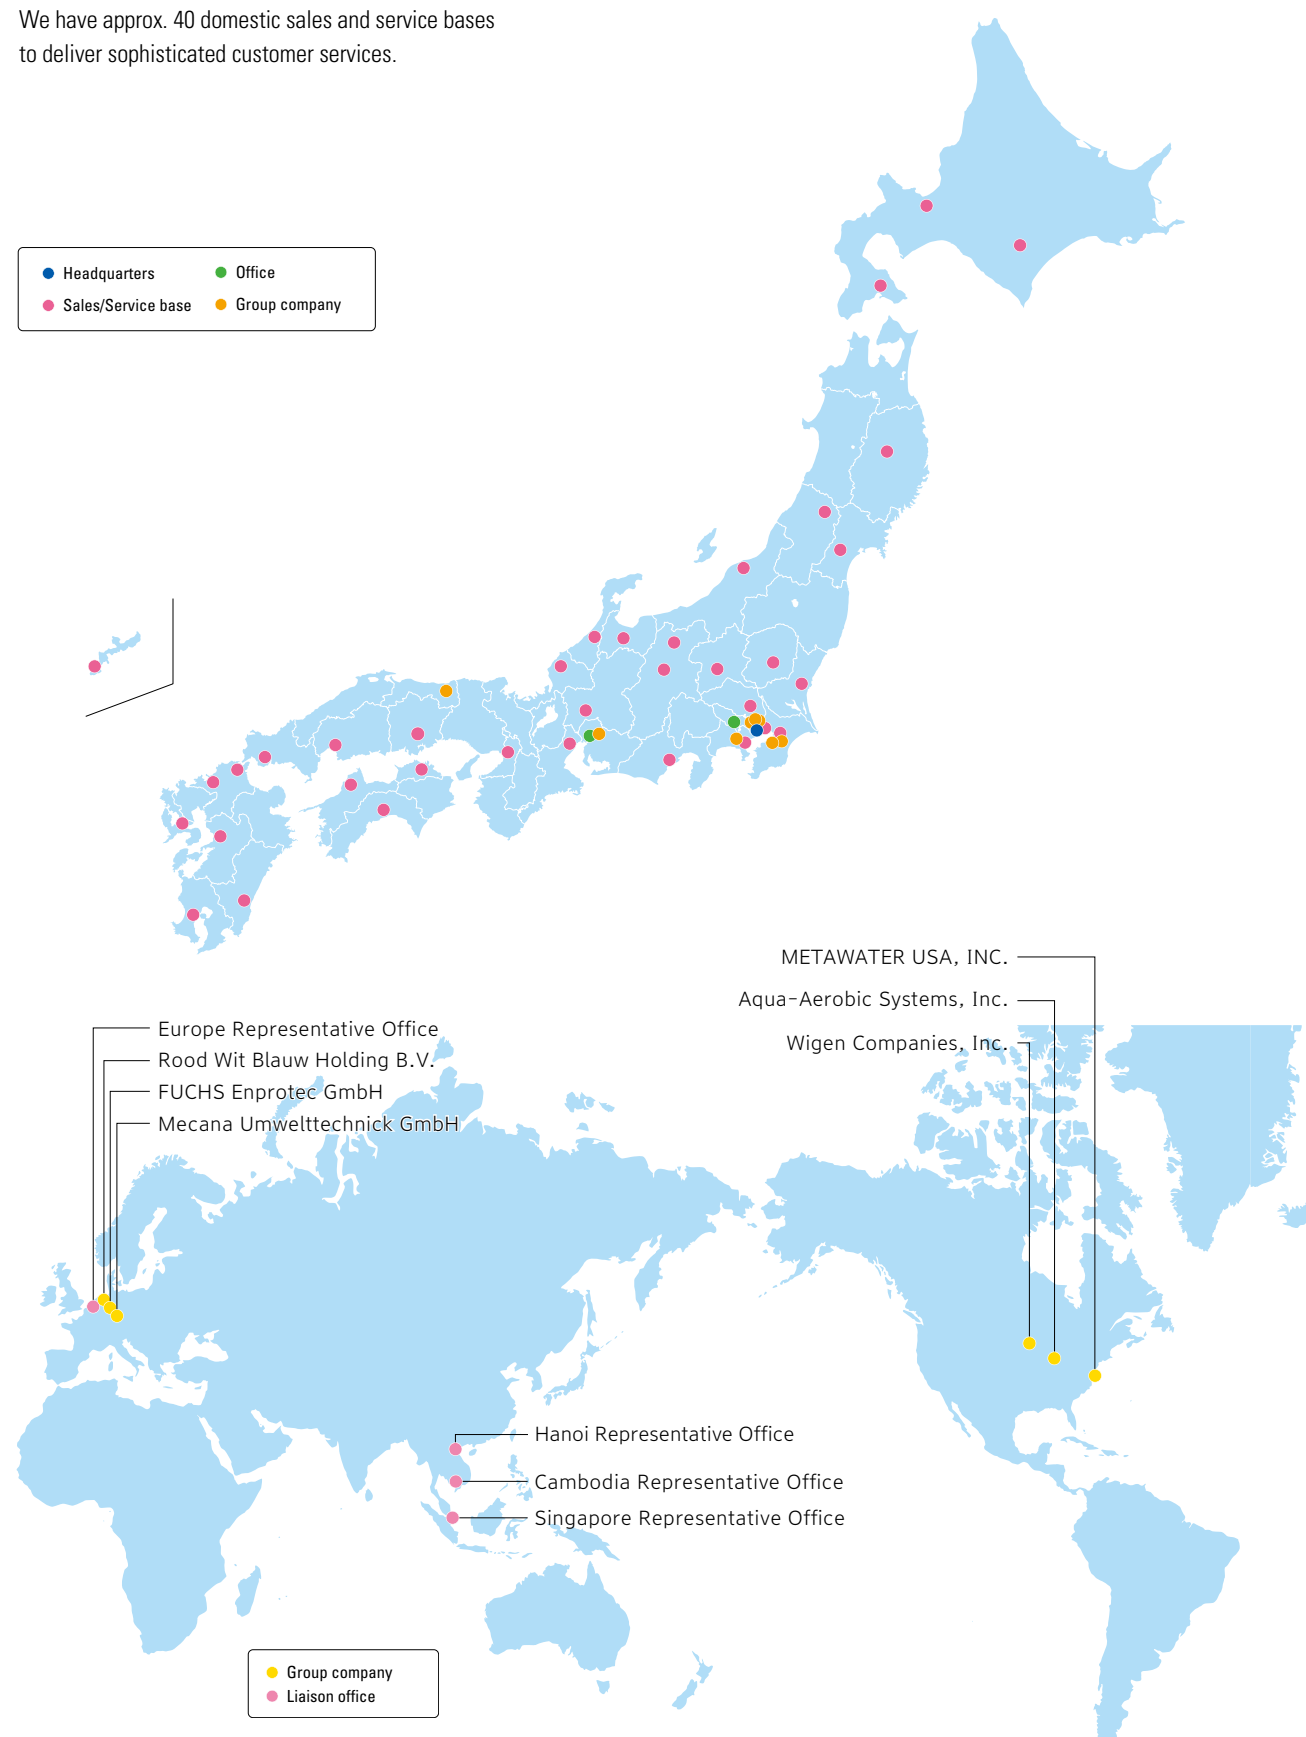 We have approx. 40 domestic sales and service bases
to deliver sophisticated customer services.
Headquarters
Office
Sales/Service base
Group company
METAWATER USA, INC.
Aqua-Aerobic Systems, Inc.
Wigen Companies, Inc.
Europe Representative Office
Rood Wit Blauw Holding B.V.
FUCHS Enprotec GmbH
Mecana Umwelttechnick GmbH
Hanoi Representative Office
Cambodia Representative Office
Singapore Representative Office
Group company
Liaison office